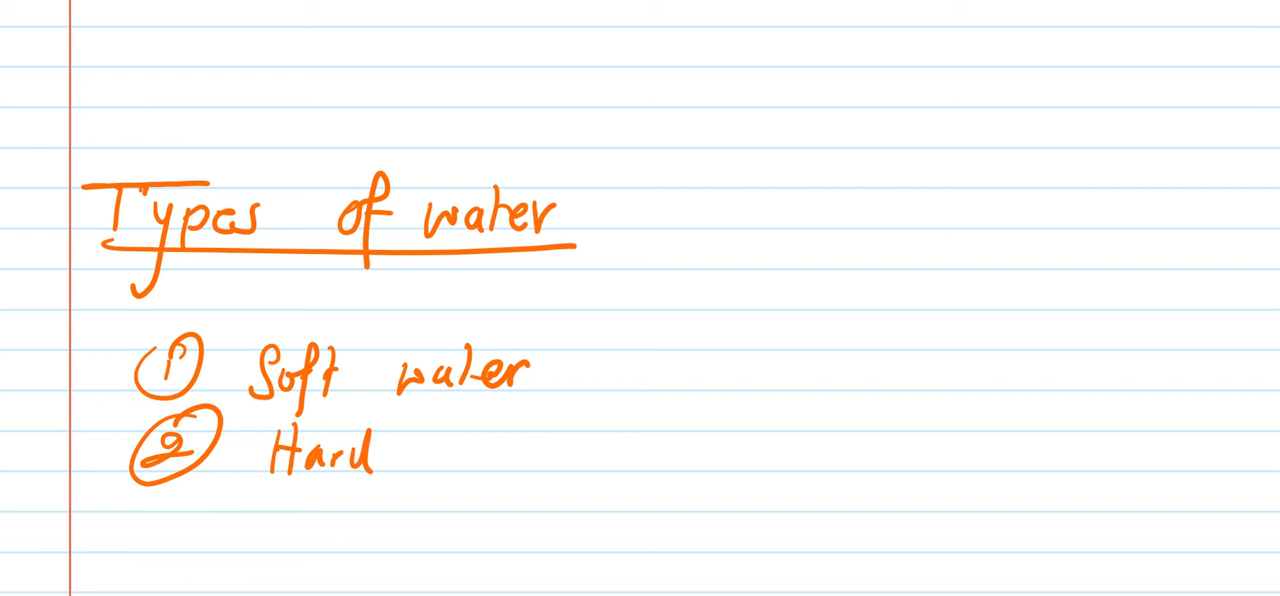 Types of water
① Soft water
② Hard